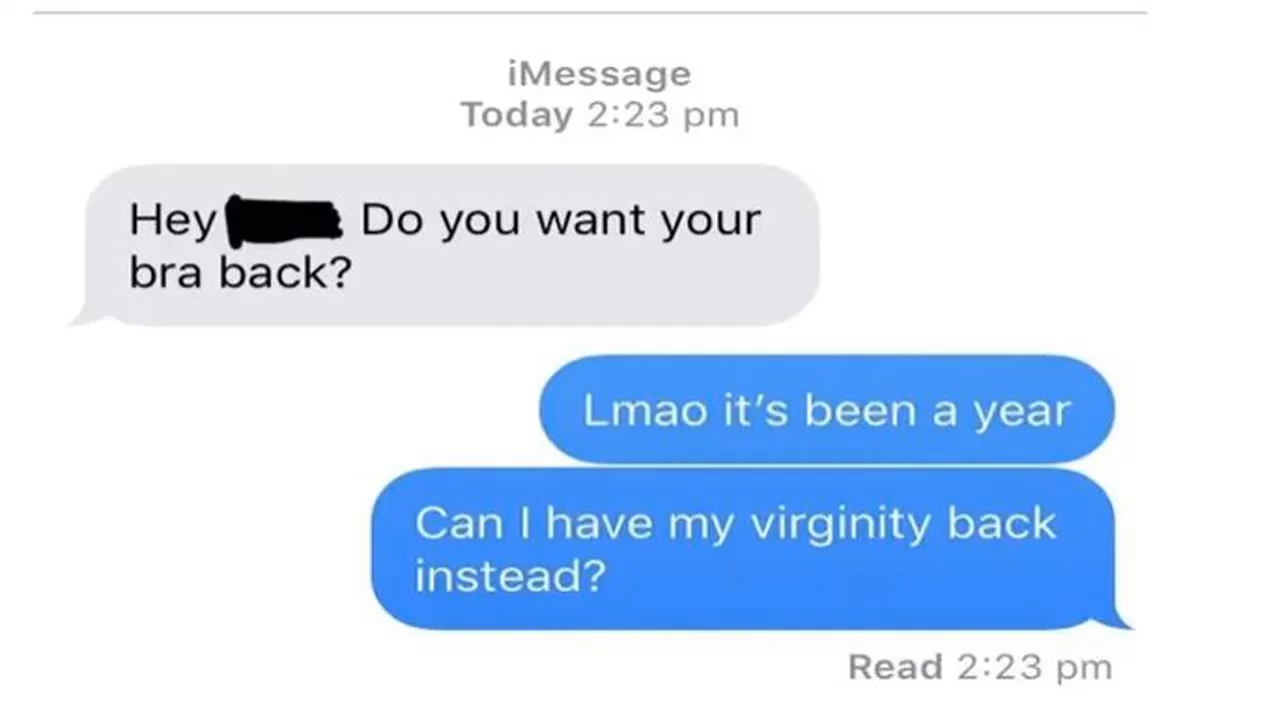 iMessage
Today 2:23 pm
Hey Do you want your
bra back?
Lmao it's been a year
Can I have my virginity back
instead?
Read 2:23 pm